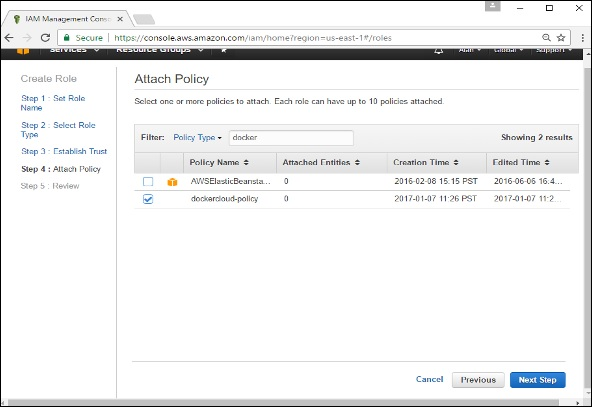 IAM Management Conso
Secure https://console.aws.amazon.com/iam/home?region=us-east-1#/roles
Services Resource Groups Alan Global Support
Create Role
Step 1 : Set Role
Name
Step 2 : Select Role
Type
Step 3 : Establish Trust
Step 4 : Attach Policy
Step 5 : Review
Attach Policy
Select one or more policies to attach. Each role can have up to 10 policies attached.
Filter: Policy Type docker Showing 2 results
Policy Name Attached Entities Creation Time Edited Time
AWSElasticBeansta... 0 2016-02-08 15:15 PST 2016-06-06 16:4...
dockercloud-policy 0 2017-01-07 11:26 PST 2017-01-07 11:2...
Cancel Previous Next Step